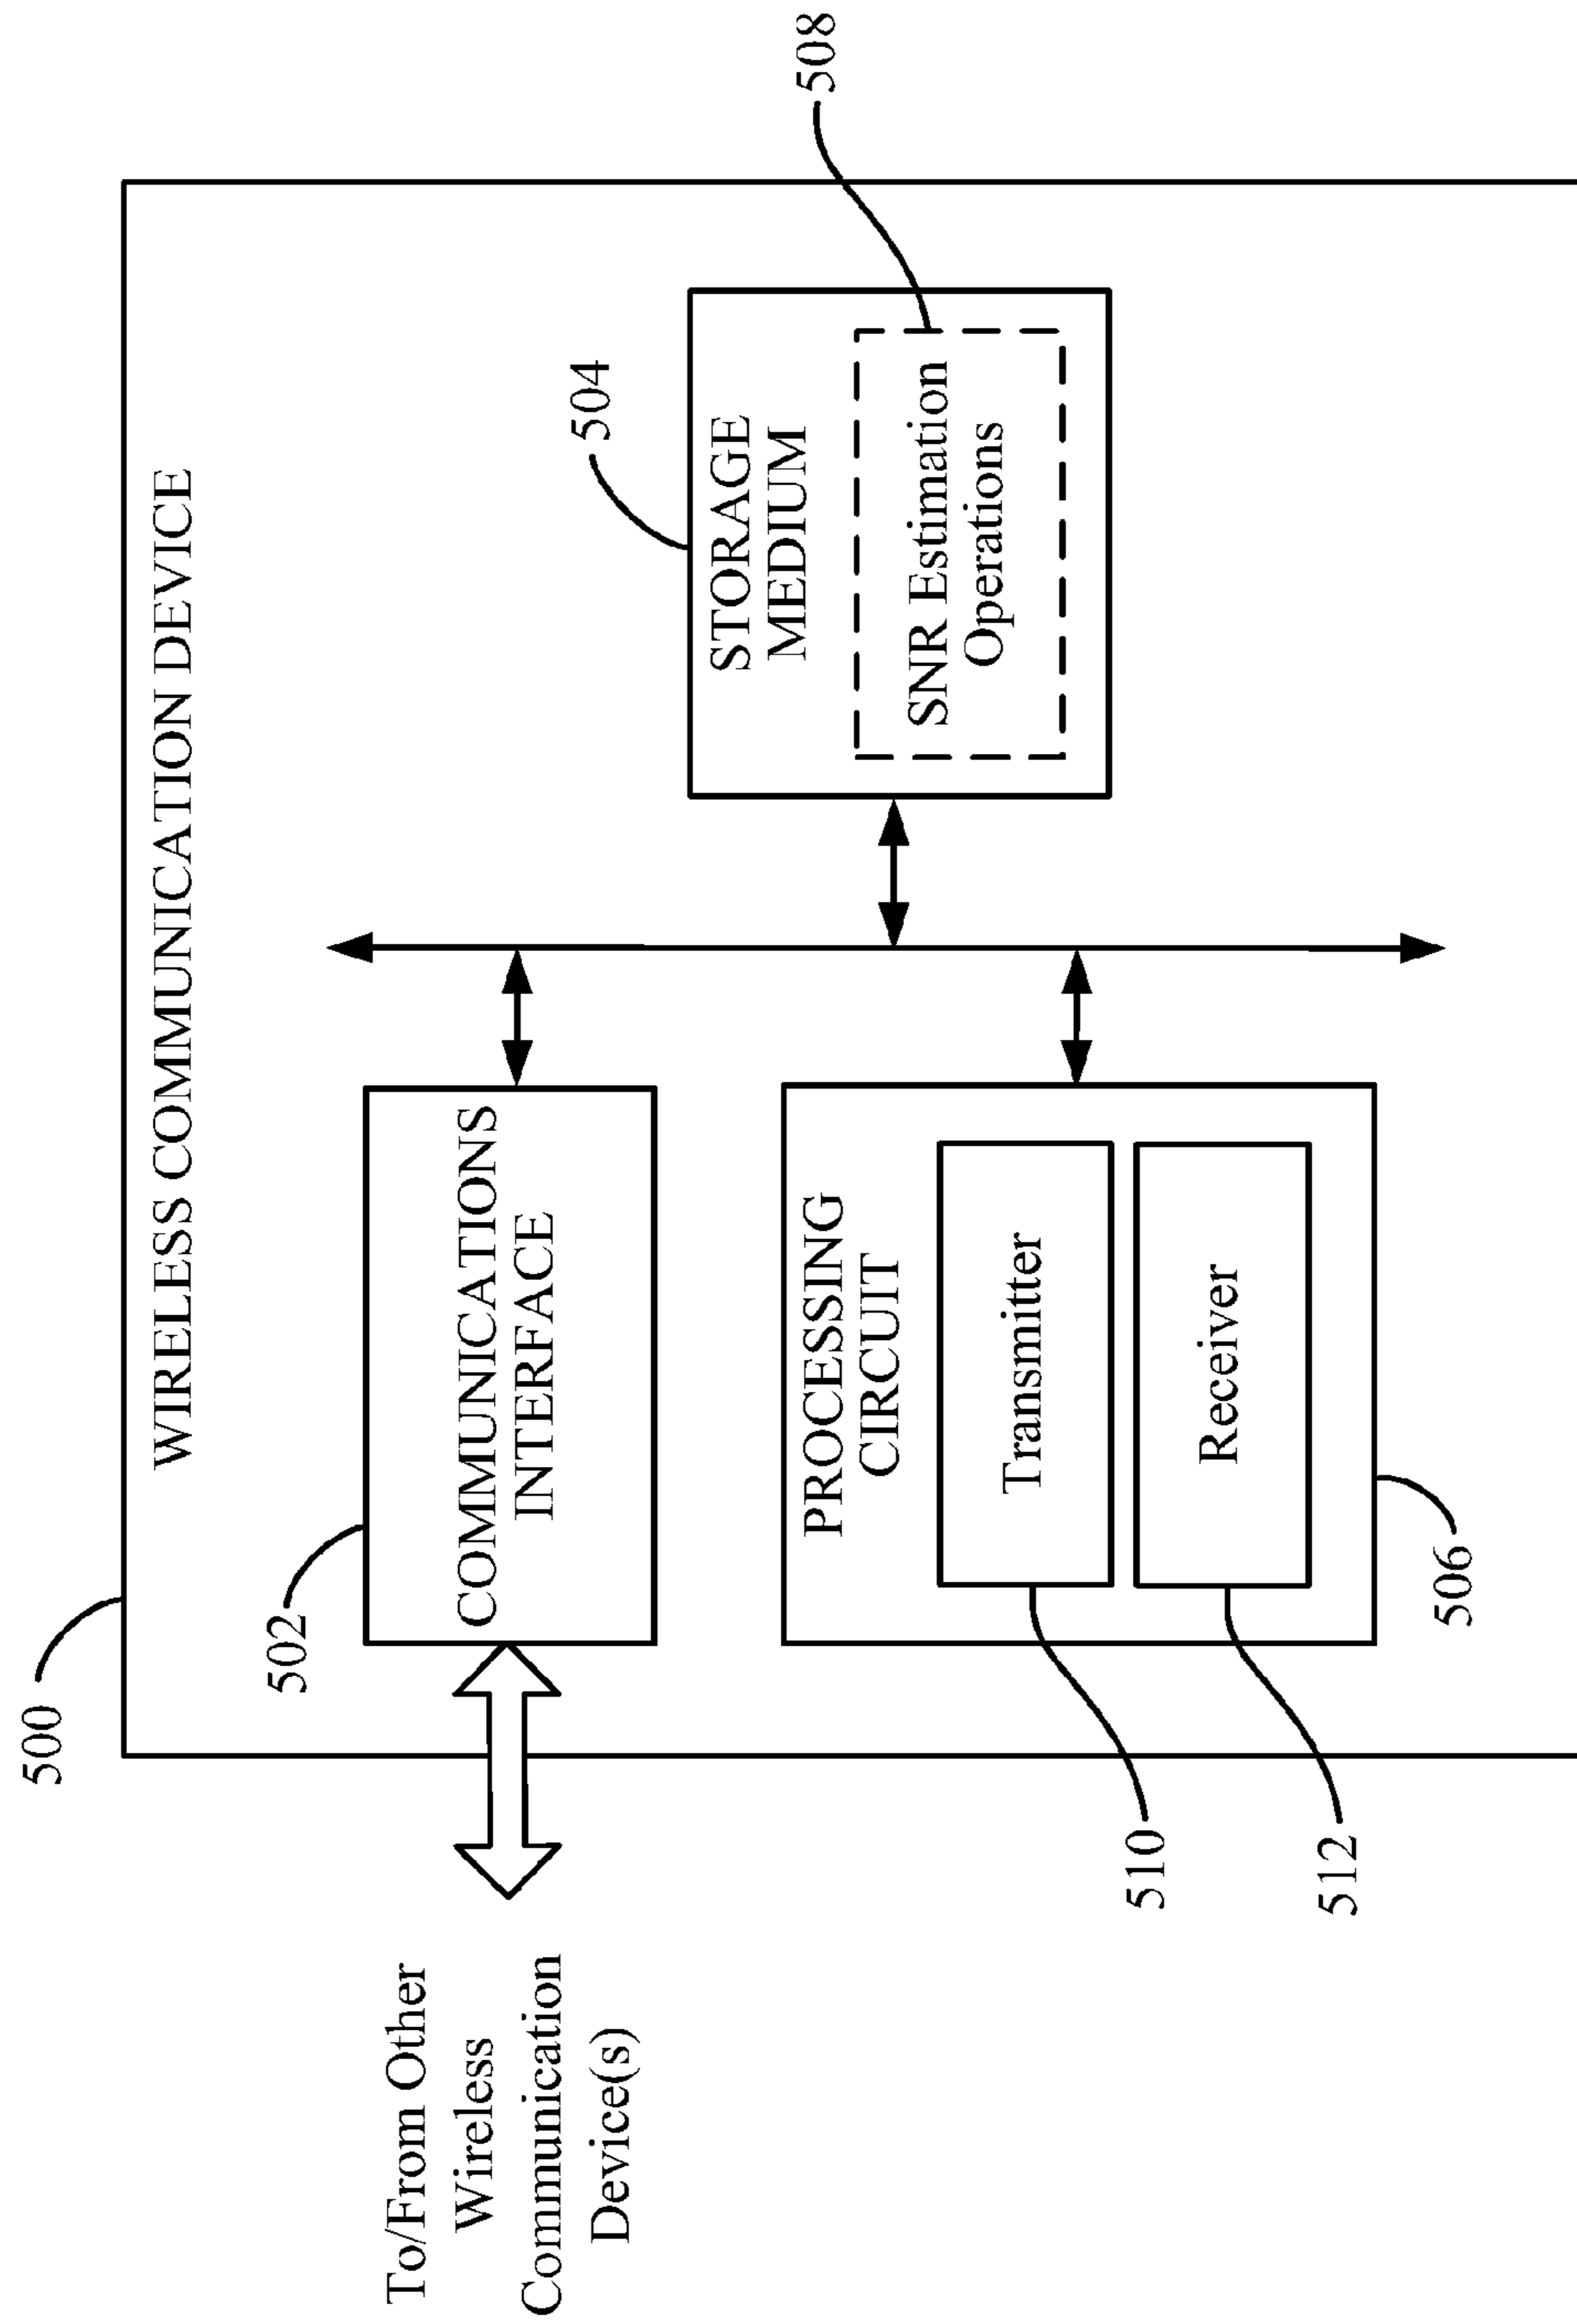 500
WIRELESS COMMUNICATION DEVICE
502
COMMUNICATIONS
INTERFACE
To/From Other
Wireless
Communication
Device(s)
504
STORAGE
MEDIUM
SNR Estimation
Operations
508
PROCESSING
CIRCUIT
Transmitter
Receiver
510
512
506